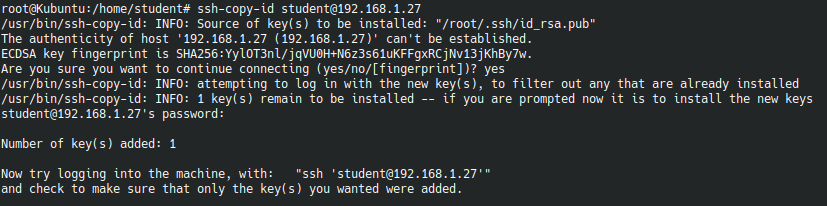 root@Kubuntu:/home/student# ssh-copy-id student@192.168.1.27
/usr/bin/ssh-copy-id: INFO: Source of key(s) to be installed: "/root/.ssh/id_rsa.pub"
The authenticity of host '192.168.1.27 (192.168.1.27)' can't be established.
ECDSA key fingerprint is SHA256:YylOT3nl/jqVU0H+N6z3s61uKFFgxRCjNv13jKhBy7w.
Are you sure you want to continue connecting (yes/no/[fingerprint])? yes
/usr/bin/ssh-copy-id: INFO: attempting to log in with the new key(s), to filter out any that are already installed
/usr/bin/ssh-copy-id: INFO: 1 key(s) remain to be installed -- if you are prompted now it is to install the new keys
student@192.168.1.27's password:
Number of key(s) added: 1
Now try logging into the machine, with:   "ssh 'student@192.168.1.27'"
and check to make sure that only the key(s) you wanted were added.